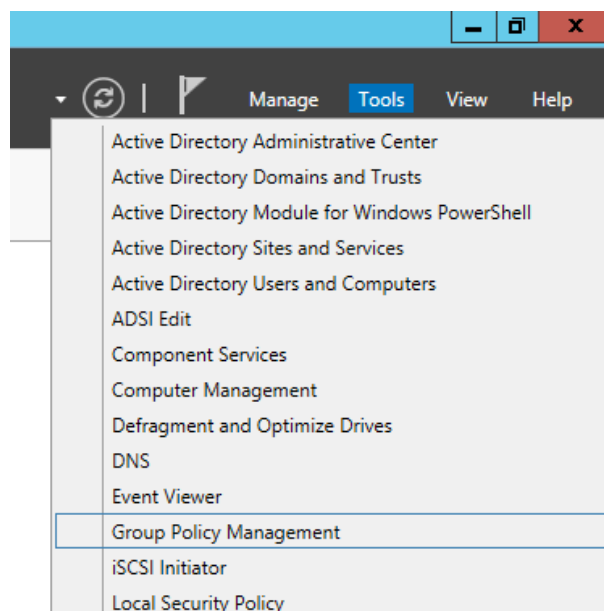 Manage Tools View Help
Active Directory Administrative Center
Active Directory Domains and Trusts
Active Directory Module for Windows PowerShell
Active Directory Sites and Services
Active Directory Users and Computers
ADSI Edit
Component Services
Computer Management
Defragment and Optimize Drives
DNS
Event Viewer
Group Policy Management
iSCSI Initiator
Local Security Policy